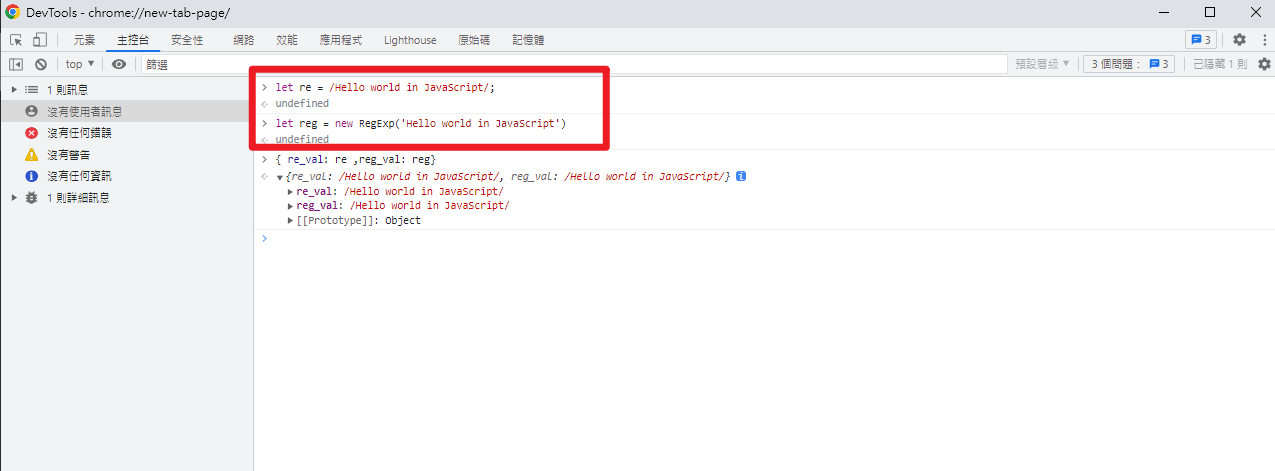 DevTools - chrome://new-tab-page/
元素 主控台 安全性 網路 效能 應用程式 Lighthouse 原始碼 記憶體 3
top ▼ 篩選 預設層級 ▼ 3 個問題： 3 已隱藏 1 則
1 則訊息
沒有使用者訊息
沒有任何錯誤
沒有警告
沒有任何資訊
1 則詳細訊息
> let re = /Hello world in JavaScript/;
<· undefined
> let reg = new RegExp('Hello world in JavaScript')
<· undefined
> { re_val: re ,reg_val: reg}
<· ▼{re_val: /Hello world in JavaScript/, reg_val: /Hello world in JavaScript/} i
▶ re_val: /Hello world in JavaScript/
▶ reg_val: /Hello world in JavaScript/
▶ [[Prototype]]: Object
>